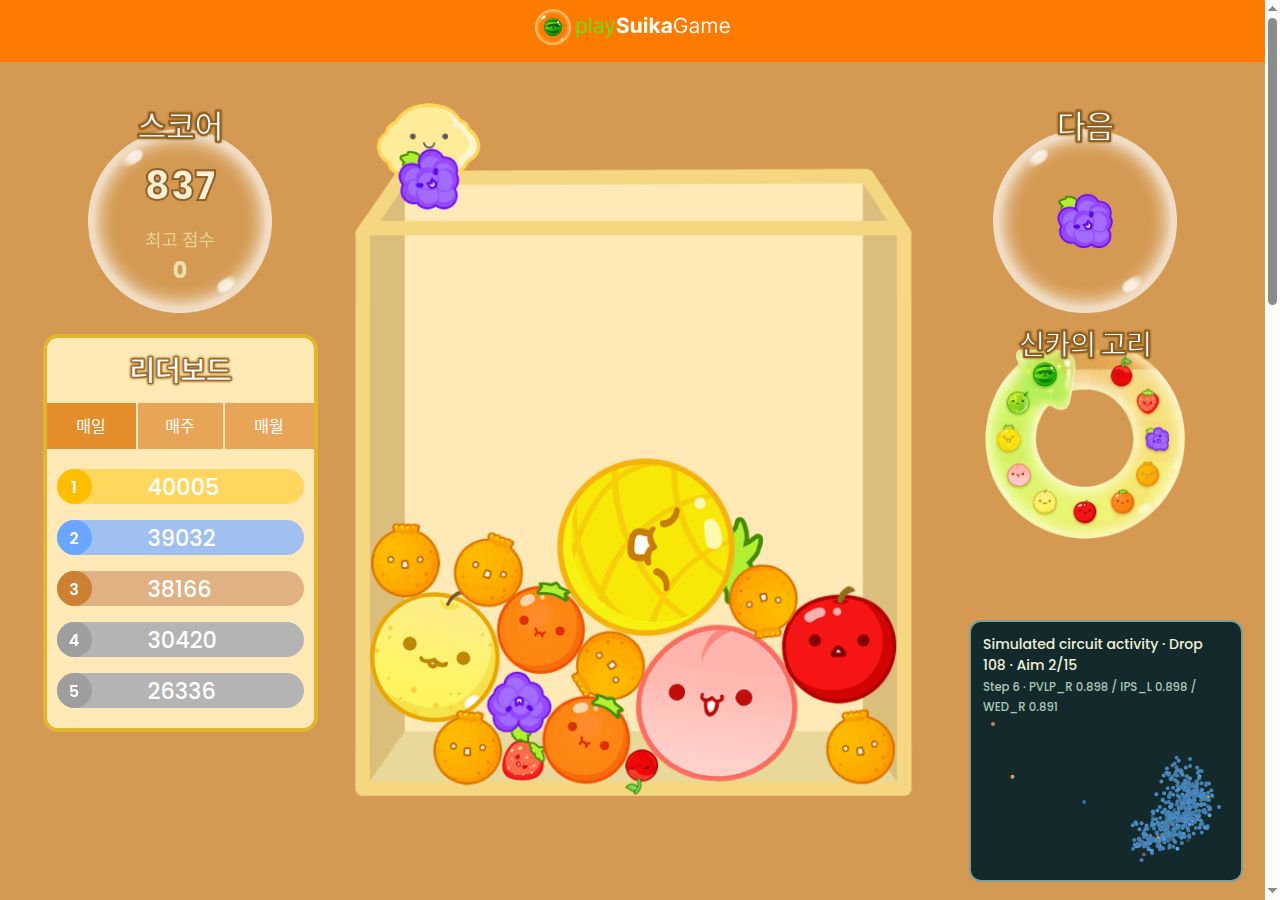 playSuikaGame
스코어
837
최고 점수
0
다음
리더보드
매일 매주 매월
1 40005
2 39032
3 38166
4 30420
5 26336
신카의 고리
Simulated circuit activity · Drop
108 · Aim 2/15
Step 6 · PVLP_R 0.898 / IPS_L 0.898 /
WED_R 0.891